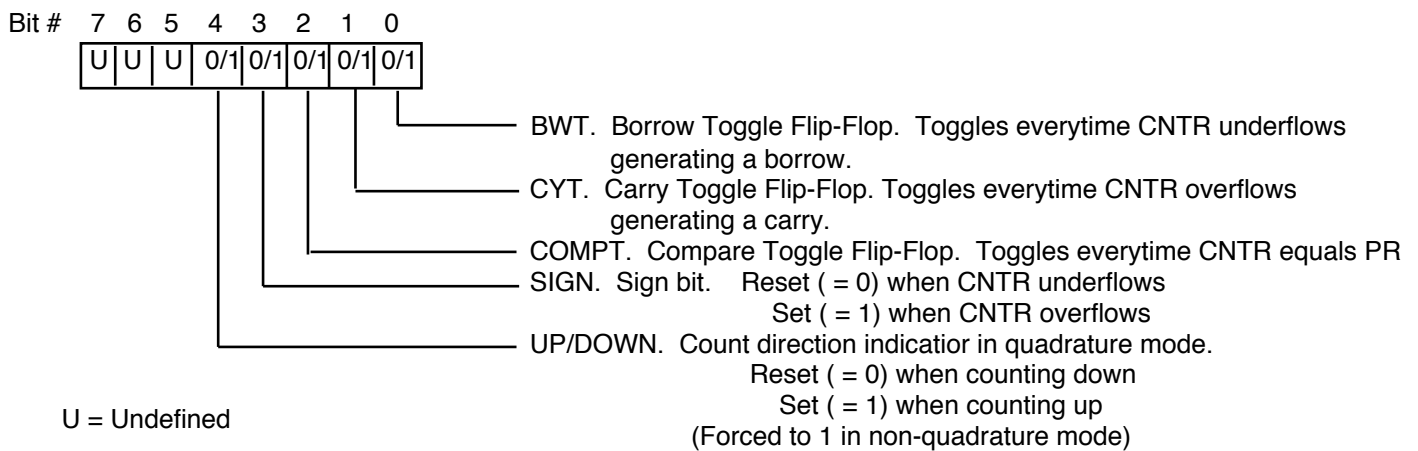 Bit # 7 6 5 4 3 2 1 0
U U U 0/1 0/1 0/1 0/1 0/1
BWT. Borrow Toggle Flip-Flop. Toggles everytime CNTR underflows
generating a borrow.
CYT. Carry Toggle Flip-Flop. Toggles everytime CNTR overflows
generating a carry.
COMPT. Compare Toggle Flip-Flop. Toggles everytime CNTR equals PR
SIGN. Sign bit. Reset ( = 0) when CNTR underflows
Set ( = 1) when CNTR overflows
UP/DOWN. Count direction indicatior in quadrature mode.
Reset ( = 0) when counting down
Set ( = 1) when counting up
U = Undefined
(Forced to 1 in non-quadrature mode)